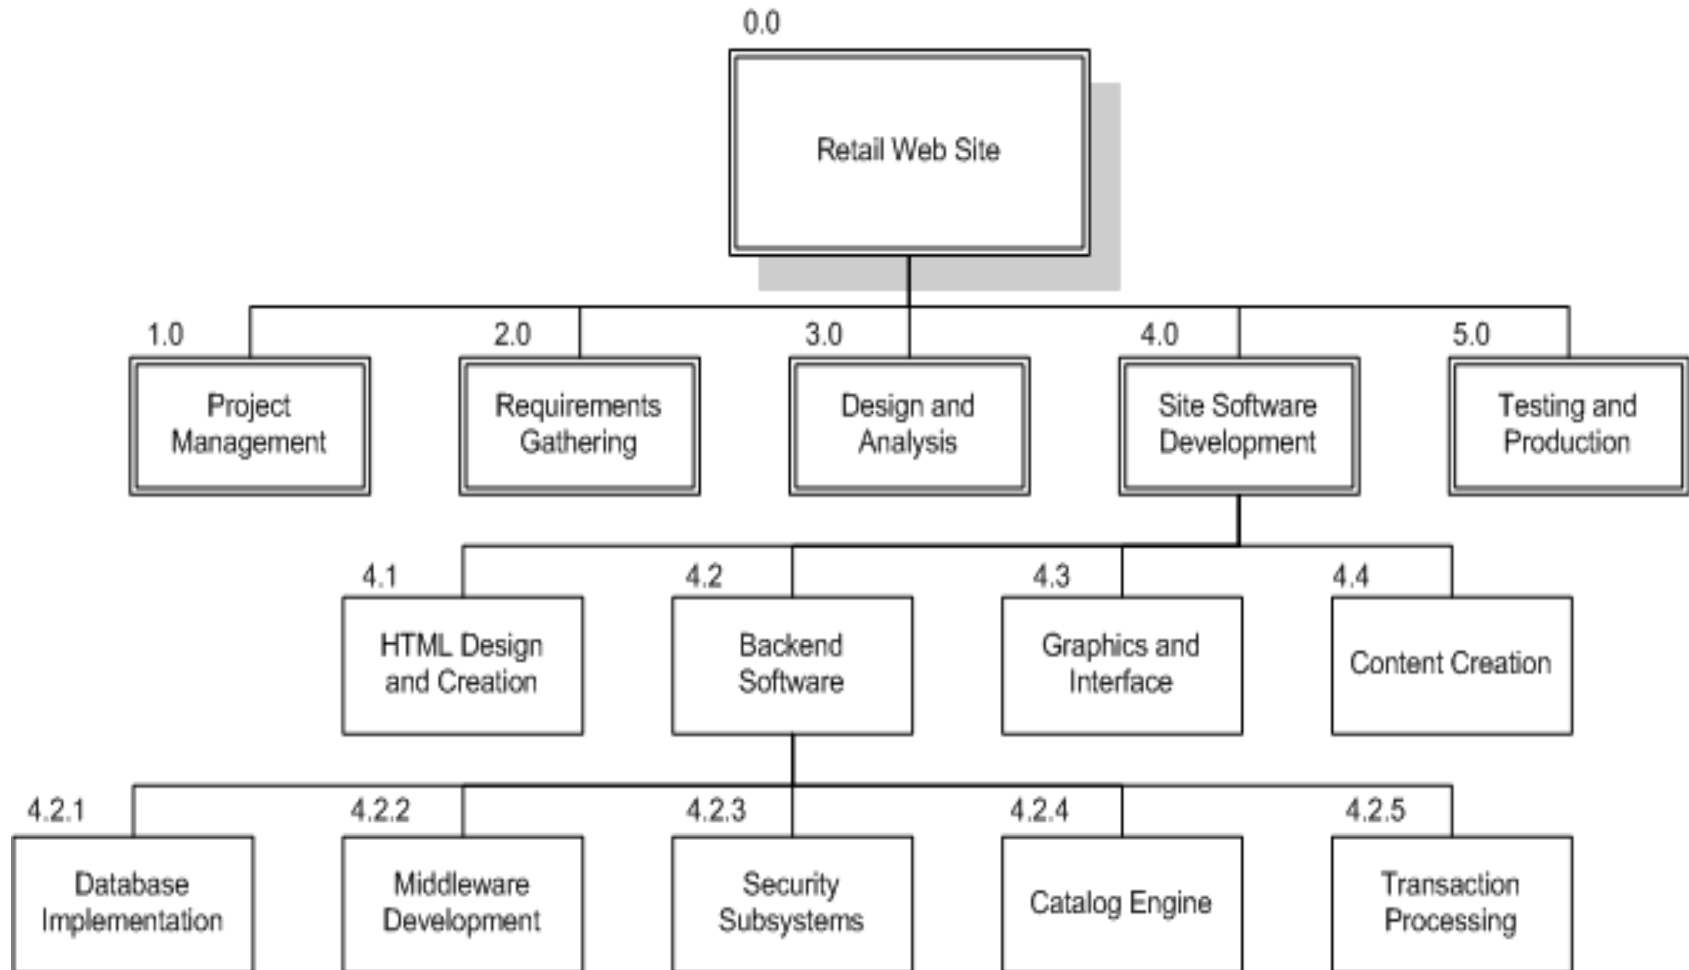 0.0
Retail Web Site
1.0
2.0
3.0
4.0
5.0
Project
Management
Requirements
Gathering
Design and
Analysis
Site Software
Development
Testing and
Production
4.1
4.2
4.3
4.4
HTML Design
and Creation
Backend
Software
Graphics and
Interface
Content Creation
4.2.1
4.2.2
4.2.3
4.2.4
4.2.5
Database
Implementation
Middleware
Development
Security
Subsystems
Catalog Engine
Transaction
Processing